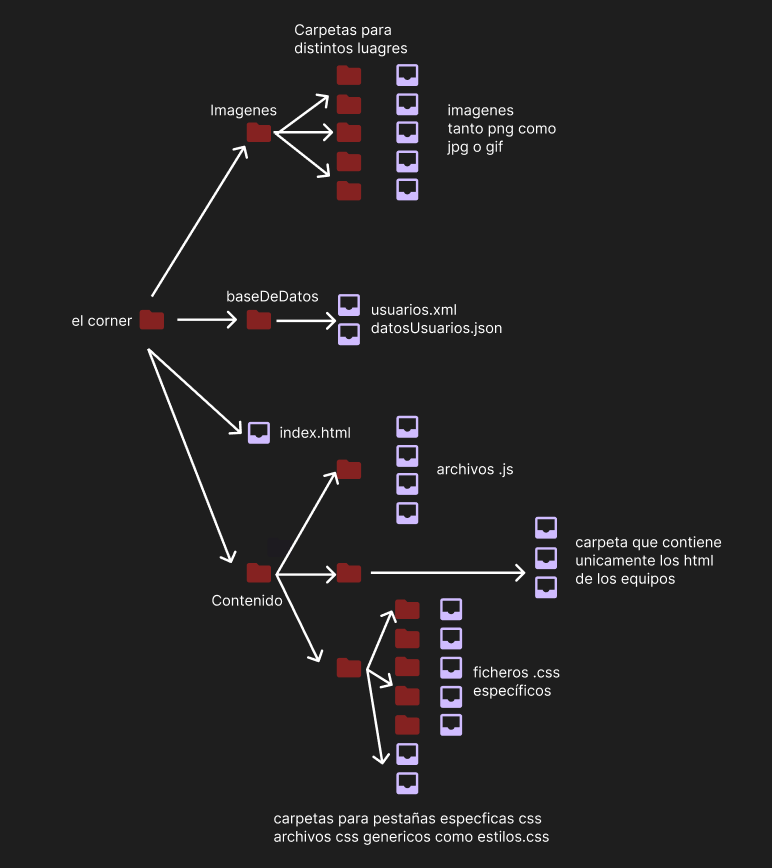 Carpetas para
distintos luagres
Imagenes
imagenes
tanto png como
jpg o gif
baseDeDatos
el corner
usuarios.xml
datosUsuarios.json
index.html
archivos .js
carpeta que contiene
unicamente los html
de los equipos
Contenido
ficheros .css
específicos
carpetas para pestañas especficas css
archivos css genericos como estilos.css